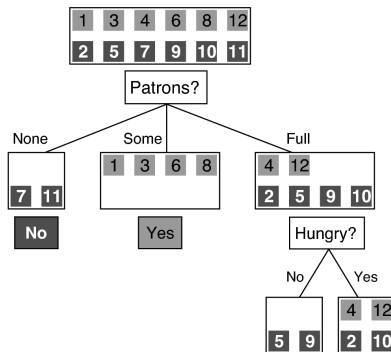 1 3 4 6 8 12
2 5 7 9 10 11
Patrons?
None Some Full
1 3 6 8 4 12
7 11 2 5 9 10
No Yes Hungry?
No Yes
4 12
5 9 2 10